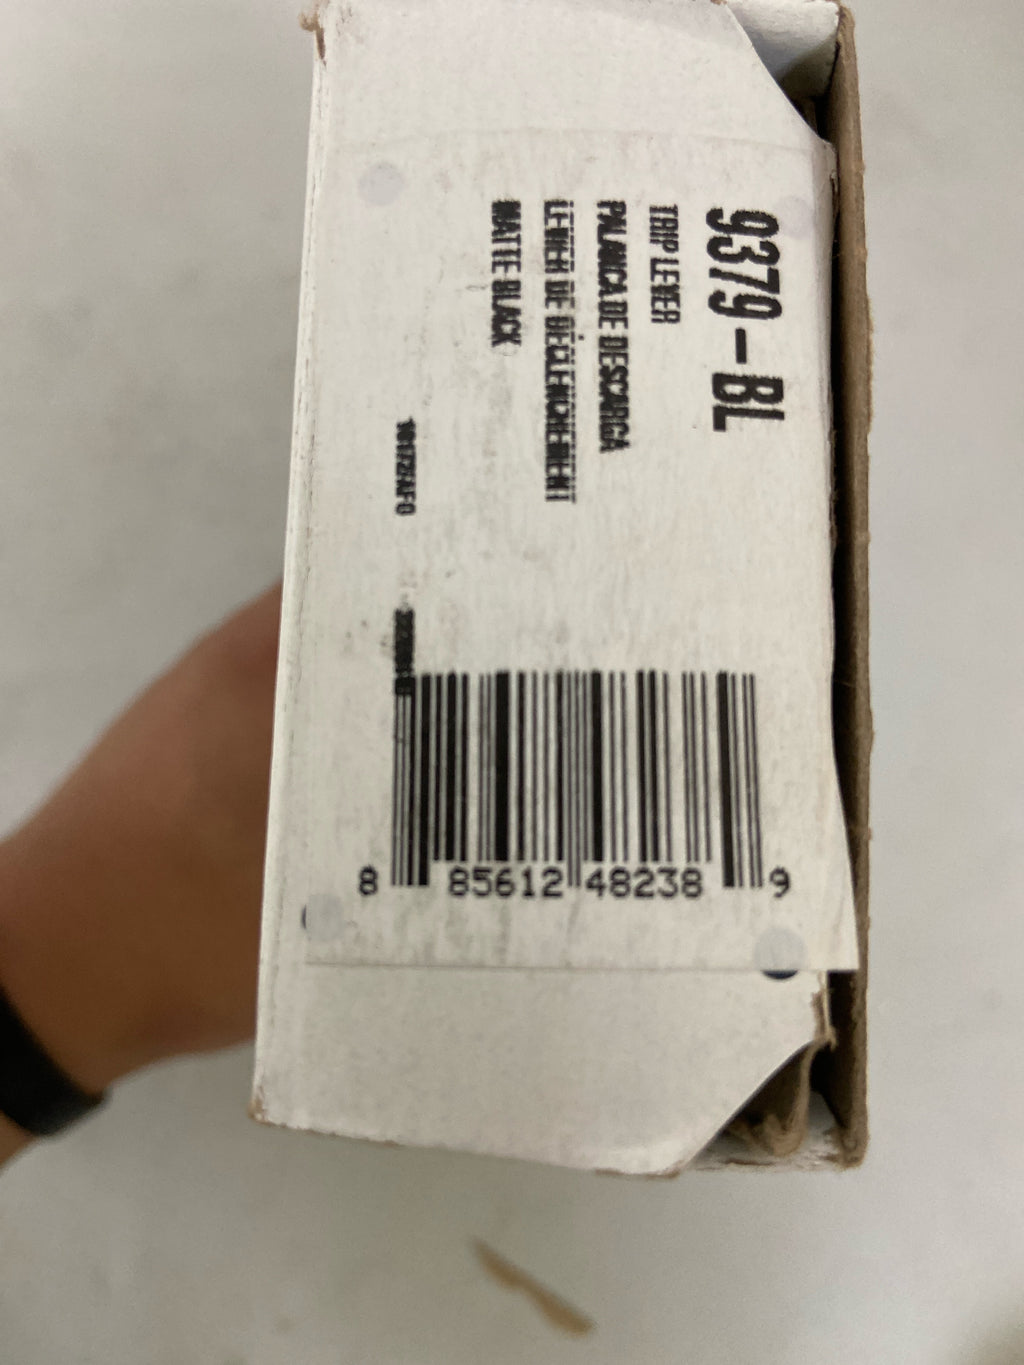 9379-BL
TRIP LEVER
PALANCA DE DESCARGA
LEVIER DE DÉCLENCHEMENT
MATTE BLACK
8 85612 48238 9